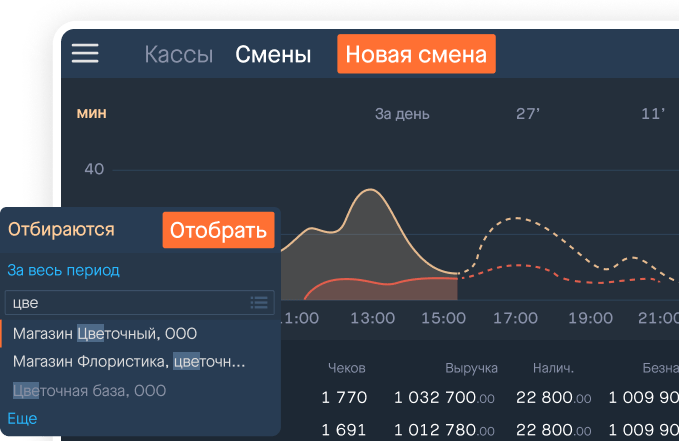 Кассы Смены Новая смена
мин За день 27’ 11’
40
Отбираются Отобрать
За весь период
цве
Магазин Цветочный, ООО
Магазин Флористика, цветочн...
Цветочная база, ООО
Еще
:00 13:00 15:00 17:00 19:00 21:00
Чеков Выручка Налич. Безна
1 770 1 032 700.00 22 800.00 1 009 90
1 691 1 012 780.00 22 800.00 1 009 90